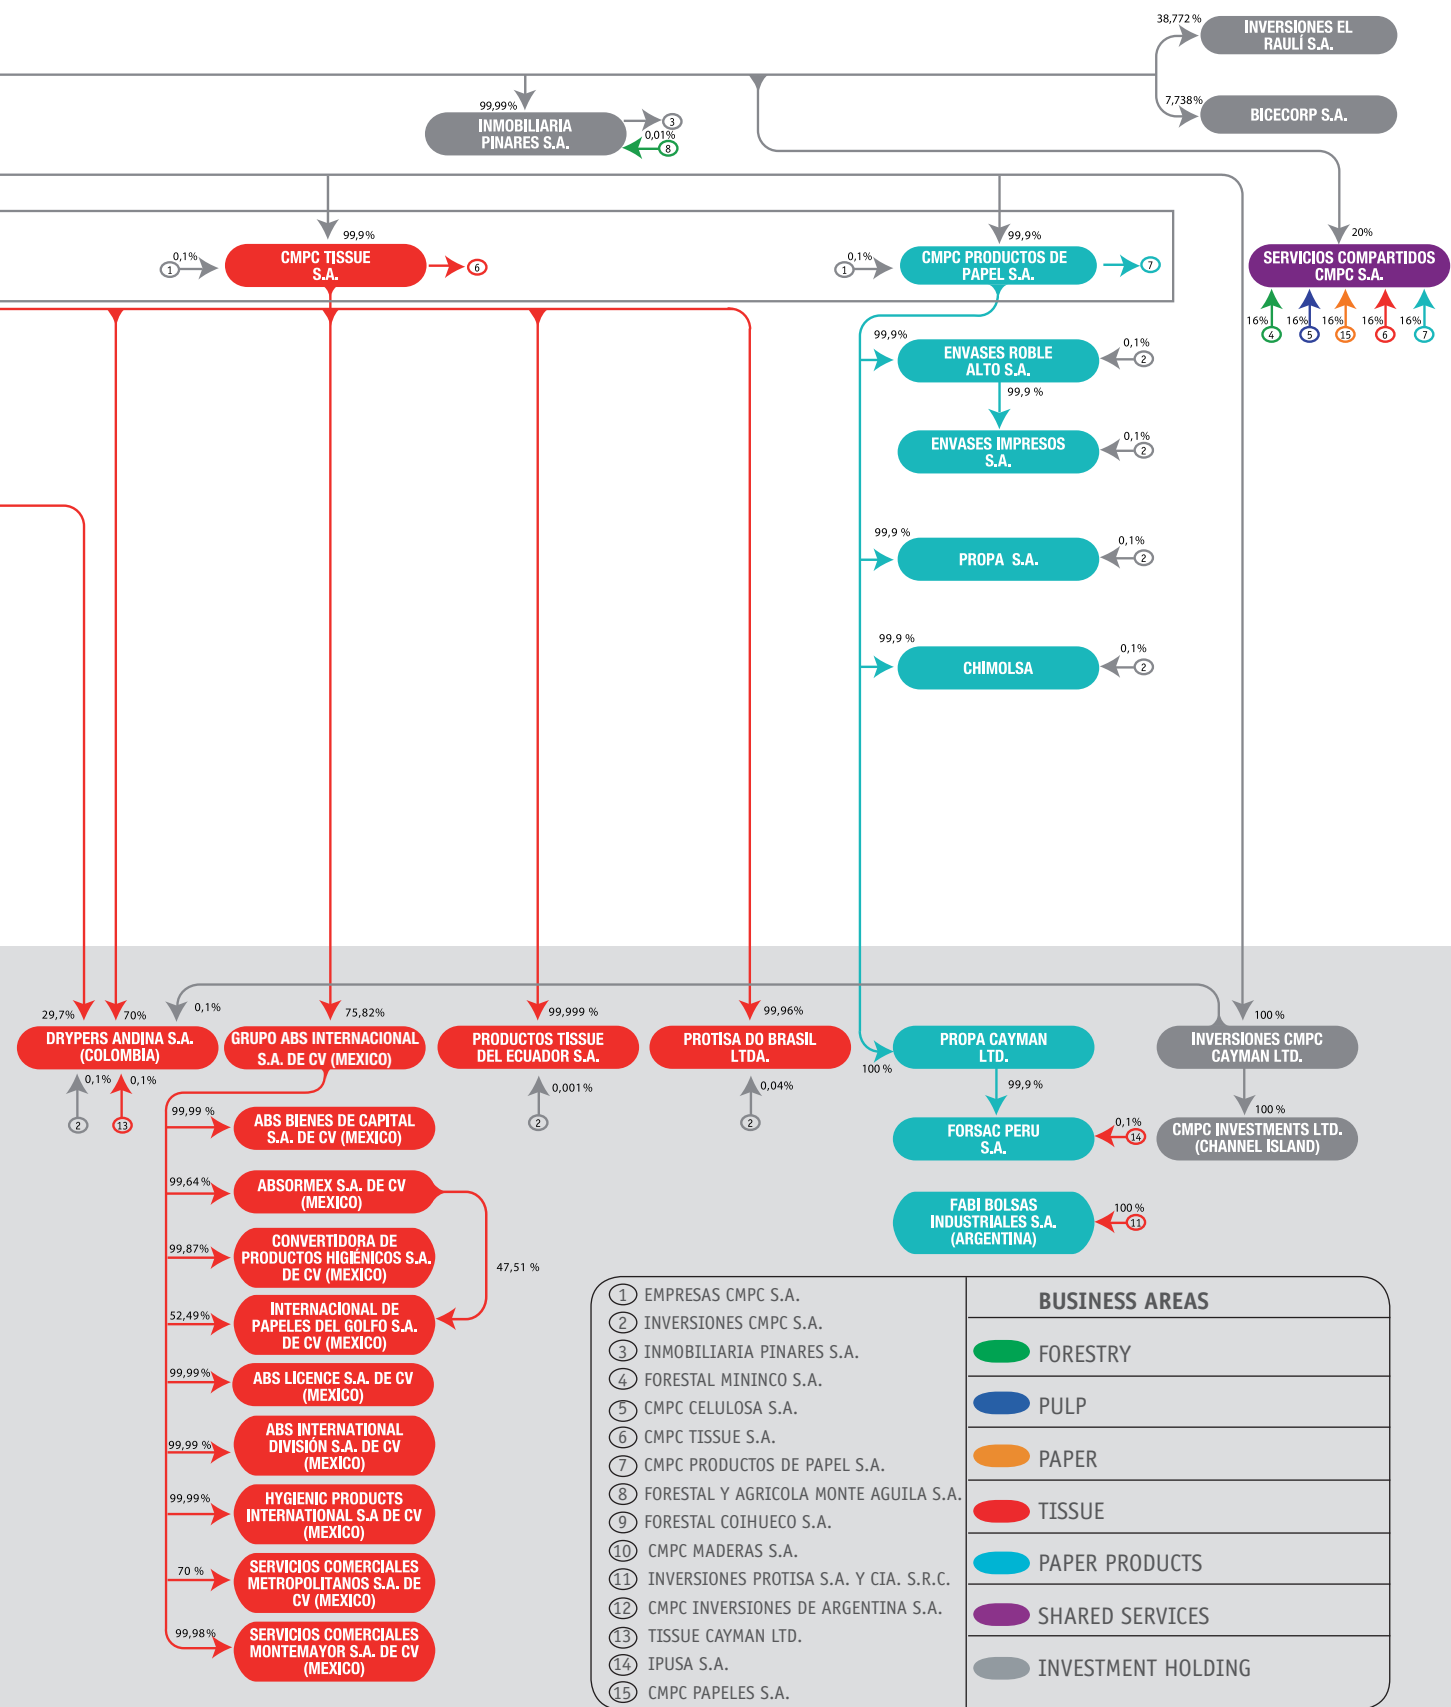 38,772 %
INVERSIONES EL
RAULÍ S.A.
7,738%
BICECORP S.A.
99,99%
INMOBILIARIA
PINARES S.A.
3
0,01%
8
99,9%
0,1%
1
CMPC TISSUE
S.A.
6
99,9%
0,1%
1
CMPC PRODUCTOS DE
PAPEL S.A.
7
20%
SERVICIOS COMPARTIDOS
CMPC S.A.
16%
4
16%
5
16%
15
16%
6
16%
7
99,9%
ENVASES ROBLE
ALTO S.A.
0,1%
2
99,9 %
ENVASES IMPRESOS
S.A.
0,1%
2
99,9 %
PROPA S.A.
0,1%
2
99,9 %
CHIMOLSA
0,1%
2
29,7%
70%
0,1%
DRYPERS ANDINA S.A.
(COLOMBIA)
0,1%
2
0,1%
13
75,82%
GRUPO ABS INTERNACIONAL
S.A. DE CV (MEXICO)
99,999 %
PRODUCTOS TISSUE
DEL ECUADOR S.A.
0,001%
2
99,96%
PROTISA DO BRASIL
LTDA.
0,04%
2
100 %
PROPA CAYMAN
LTD.
99,9 %
FORSAC PERU
S.A.
0,1%
14
FABI BOLSAS
INDUSTRIALES S.A.
(ARGENTINA)
100 %
11
100 %
INVERSIONES CMPC
CAYMAN LTD.
100 %
CMPC INVESTMENTS LTD.
(CHANNEL ISLAND)
99,99 %
ABS BIENES DE CAPITAL
S.A. DE CV (MEXICO)
99,64%
ABSORMEX S.A. DE CV
(MEXICO)
99,87%
CONVERTIDORA DE
PRODUCTOS HIGIÉNICOS S.A.
DE CV (MEXICO)
47,51 %
52,49%
INTERNACIONAL DE
PAPELES DEL GOLFO S.A.
DE CV (MEXICO)
99,99%
ABS LICENCE S.A. DE CV
(MEXICO)
99,99 %
ABS INTERNATIONAL
DIVISIÓN S.A. DE CV
(MEXICO)
99,99%
HYGIENIC PRODUCTS
INTERNATIONAL S.A DE CV
(MEXICO)
70 %
SERVICIOS COMERCIALES
METROPOLITANOS S.A. DE
CV (MEXICO)
99,98%
SERVICIOS COMERCIALES
MONTEMAYOR S.A. DE CV
(MEXICO)
1 EMPRESAS CMPC S.A.
2 INVERSIONES CMPC S.A.
3 INMOBILIARIA PINARES S.A.
4 FORESTAL MININCO S.A.
5 CMPC CELULOSA S.A.
6 CMPC TISSUE S.A.
7 CMPC PRODUCTOS DE PAPEL S.A.
8 FORESTAL Y AGRICOLA MONTE AGUILA S.A.
9 FORESTAL COIHUECO S.A.
10 CMPC MADERAS S.A.
11 INVERSIONES PROTISA S.A. Y CIA. S.R.C.
12 CMPC INVERSIONES DE ARGENTINA S.A.
13 TISSUE CAYMAN LTD.
14 IPUSA S.A.
15 CMPC PAPELES S.A.
BUSINESS AREAS
FORESTRY
PULP
PAPER
TISSUE
PAPER PRODUCTS
SHARED SERVICES
INVESTMENT HOLDING